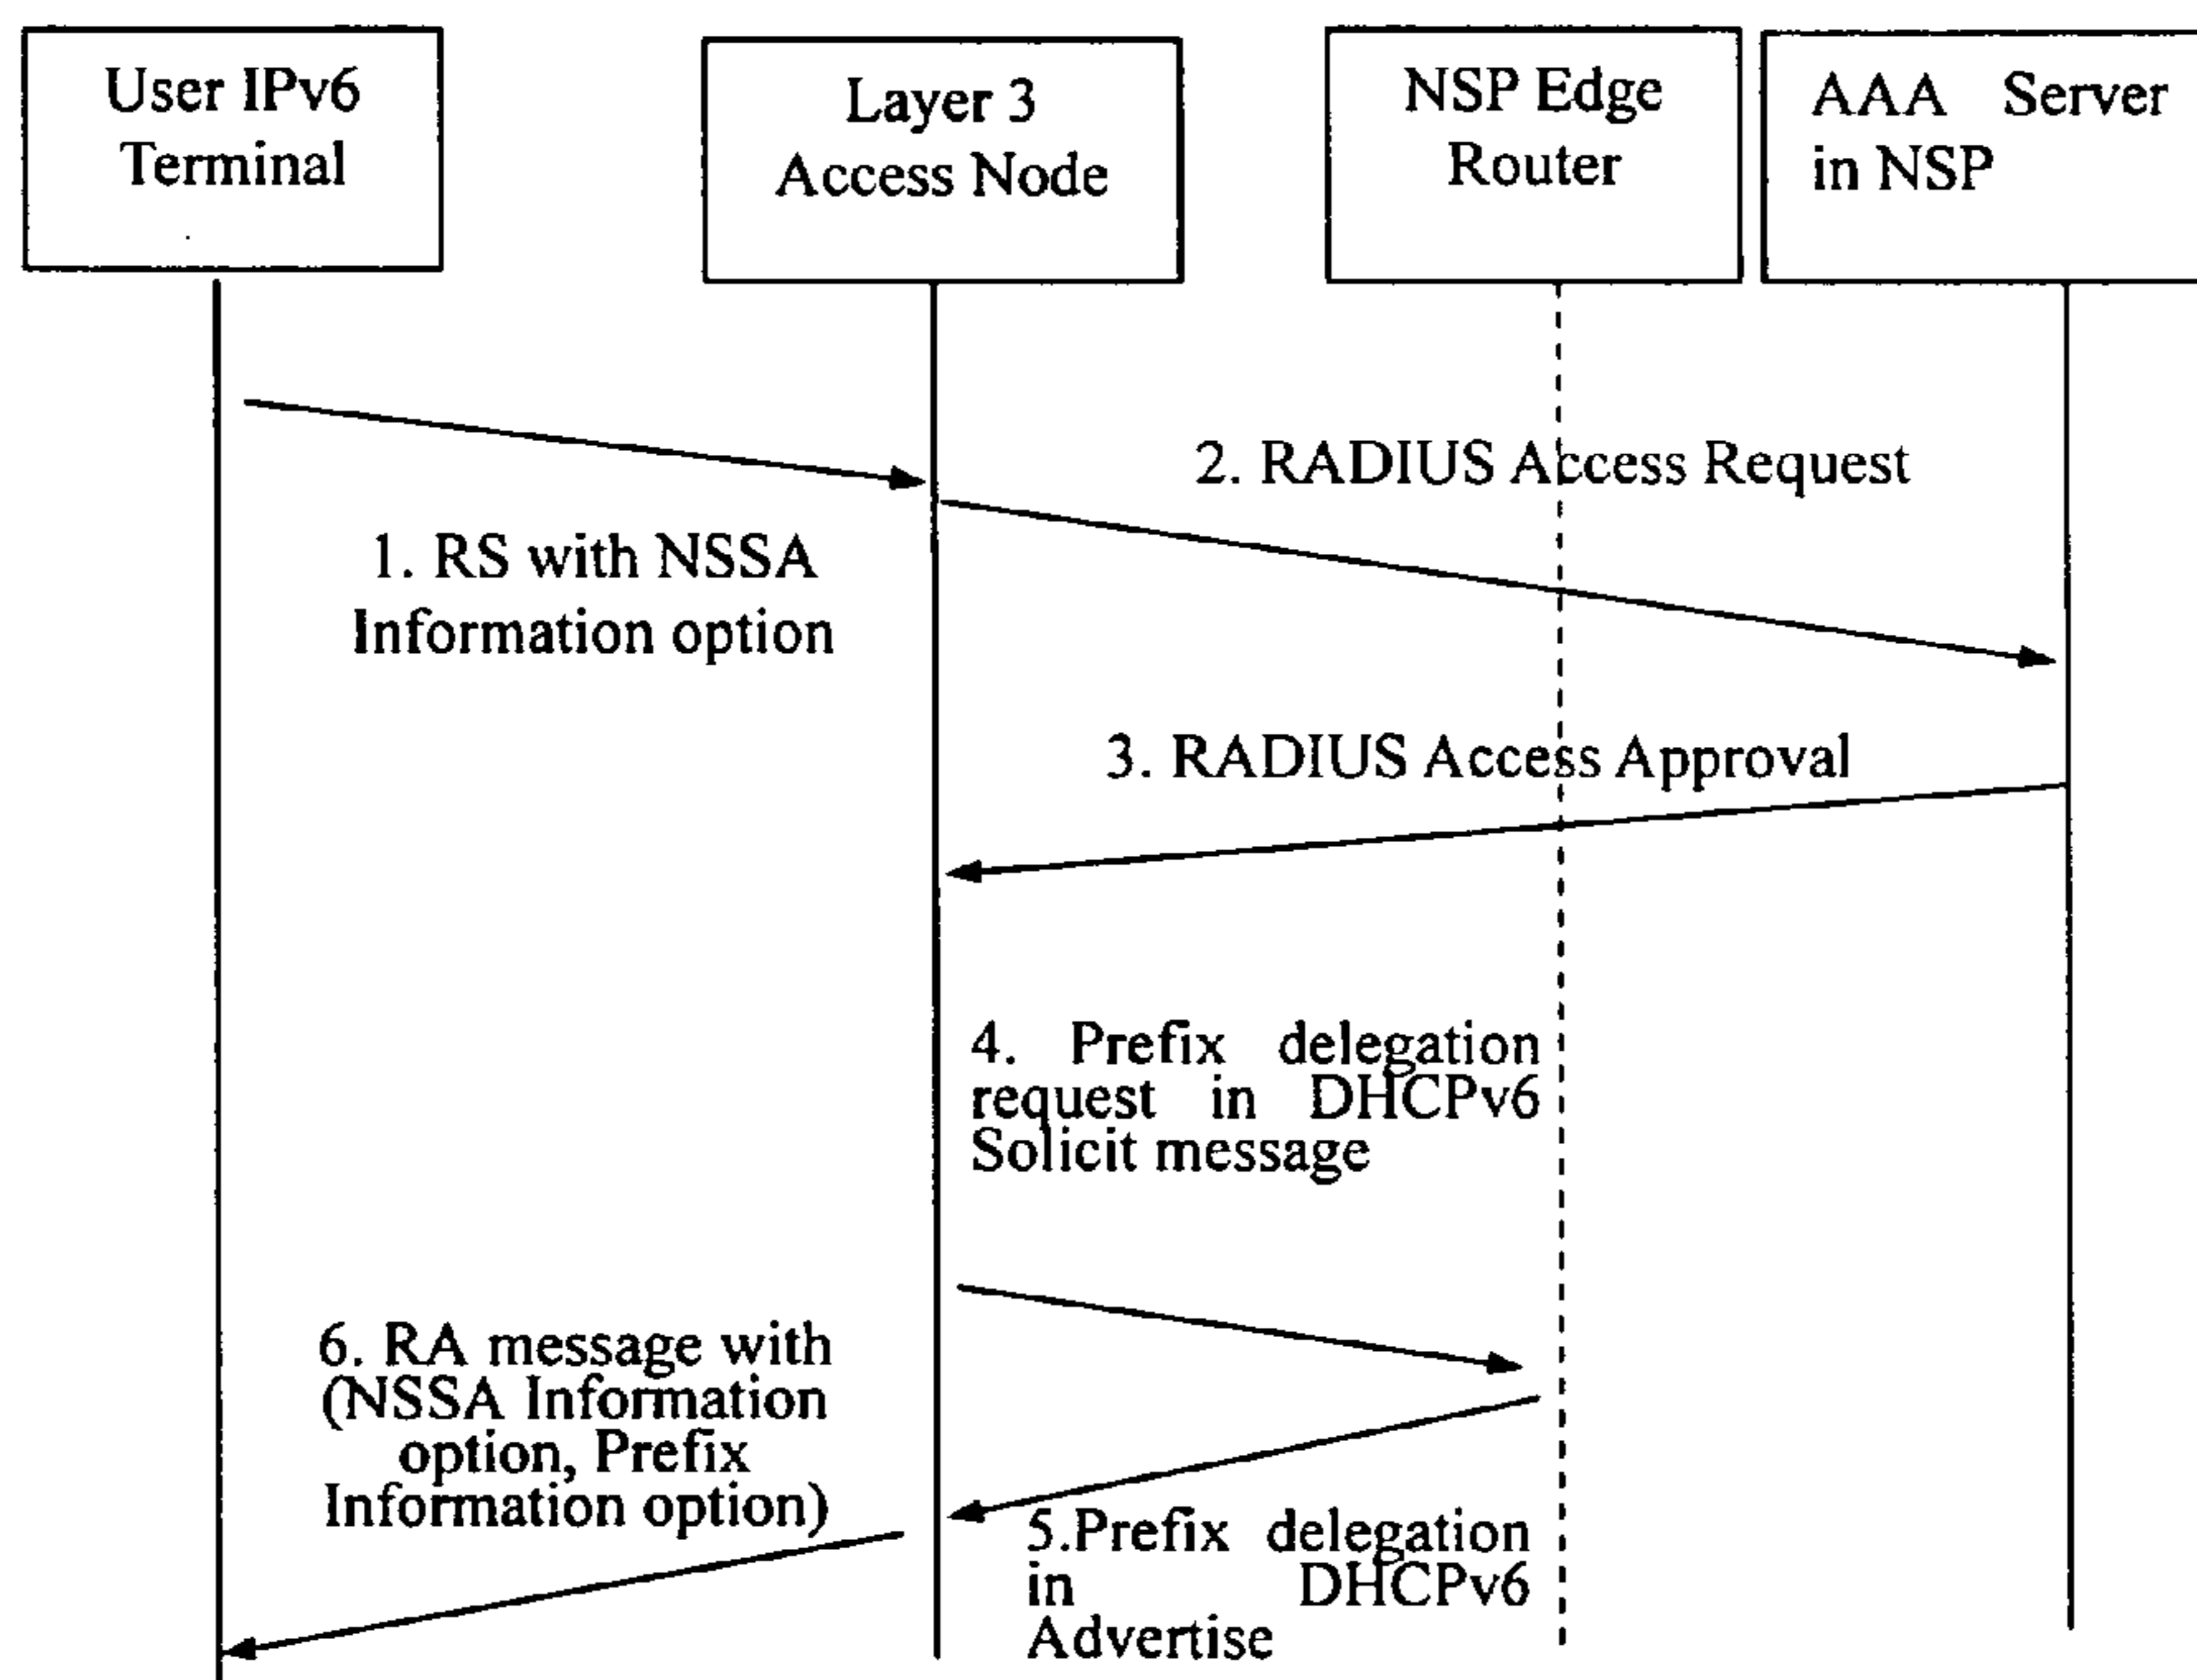 User IPv6
Terminal
Layer 3
Access Node
NSP Edge
Router
AAA Server
in NSP
2. RADIUS Access Request
1. RS with NSSA
Information option
3. RADIUS Access Approval
4. Prefix delegation
request in DHCPv6
Solicit message
6. RA message with
(NSSA Information
option, Prefix
Information option)
5.Prefix delegation
in DHCPv6
Advertise